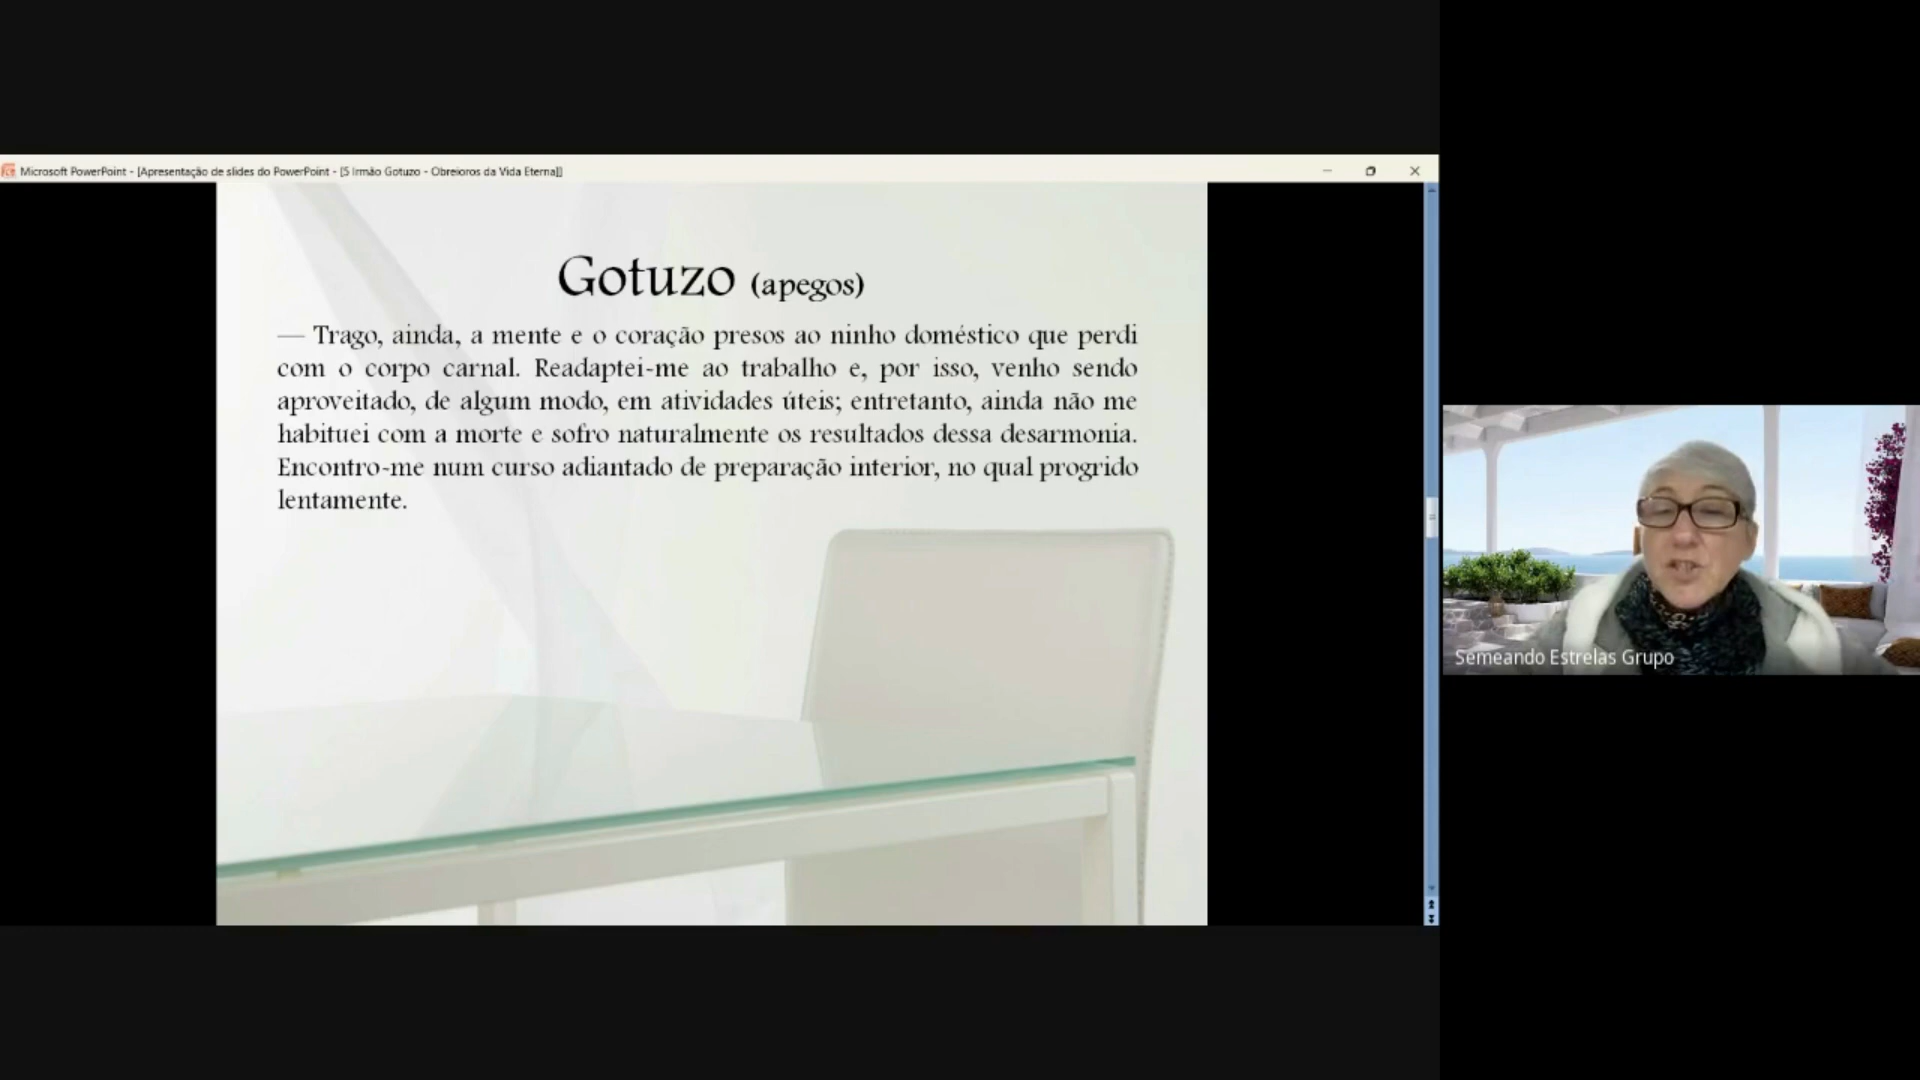 Microsoft PowerPoint - [Apresentação de slides do PowerPoint - [5 Irmão Gotuzo - Obreioros da Vida Eterna]]
Gotuzo (apegos)
— Trago, ainda, a mente e o coração presos ao ninho doméstico que perdi
com o corpo carnal. Readaptei-me ao trabalho e, por isso, venho sendo
aproveitado, de algum modo, em atividades úteis; entretanto, ainda não me
habituei com a morte e sofro naturalmente os resultados dessa desarmonia.
Encontro-me num curso adiantado de preparação interior, no qual progrido
lentamente.
Semeando Estrelas Grupo